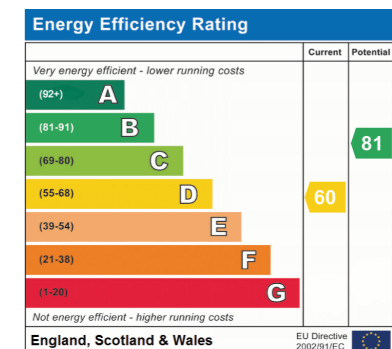 Energy Efficiency Rating
Current Potential
Very energy efficient - lower running costs
(92+) A
(81-91) B
(69-80) C
(55-68) D
(39-54) E
(21-38) F
(1-20) G
81
60
Not energy efficient - higher running costs
England, Scotland & Wales
EU Directive
2002/91/EC